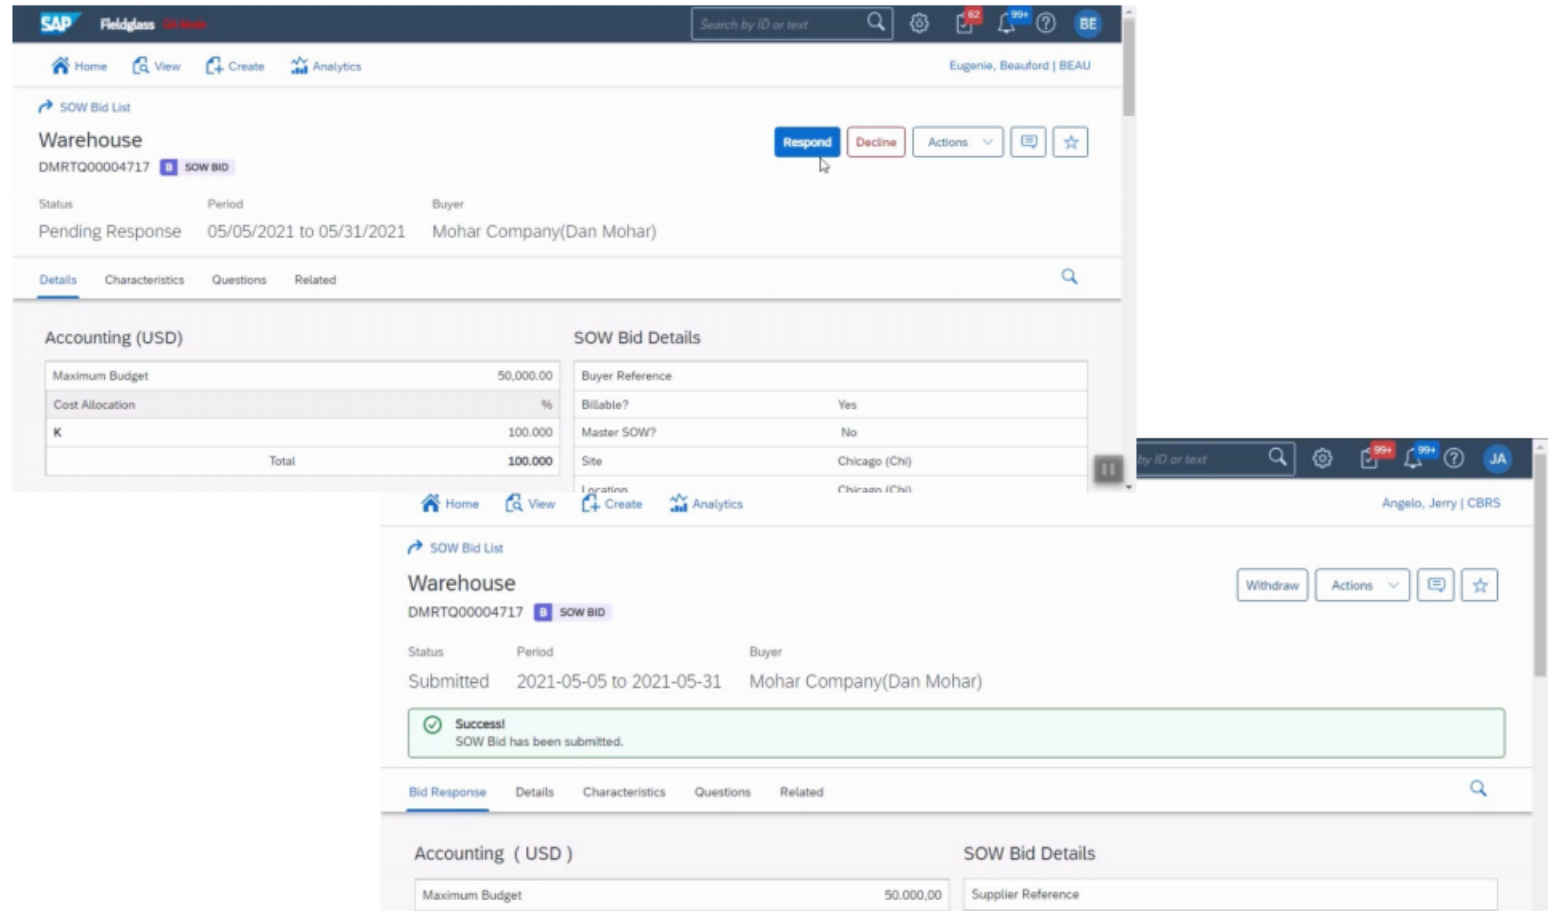 SAP Fieldglass
Search by ID or text
62
99+
BE
Home View Create Analytics
Eugenie, Beauford | BEAU
SOW Bid List
Warehouse
Respond Decline Actions
DMRTQ00004717 B SOW BID
Status Period Buyer
Pending Response 05/05/2021 to 05/31/2021 Mohar Company(Dan Mohar)
Details Characteristics Questions Related
Accounting (USD)
Maximum Budget 50,000.00
Cost Allocation %
K 100.000
Total 100.000
SOW Bid Details
Buyer Reference
Billable? Yes
Master SOW? No
Site Chicago (Chi)
Location Chicago (Chi)
by ID or text
99+
99+
JA
Home View Create Analytics
Angelo, Jerry | CBRS
SOW Bid List
Warehouse
Withdraw Actions
DMRTQ00004717 B SOW BID
Status Period Buyer
Submitted 2021-05-05 to 2021-05-31 Mohar Company(Dan Mohar)
Success!
SOW Bid has been submitted.
Bid Response Details Characteristics Questions Related
Accounting ( USD )
Maximum Budget 50.000,00
SOW Bid Details
Supplier Reference